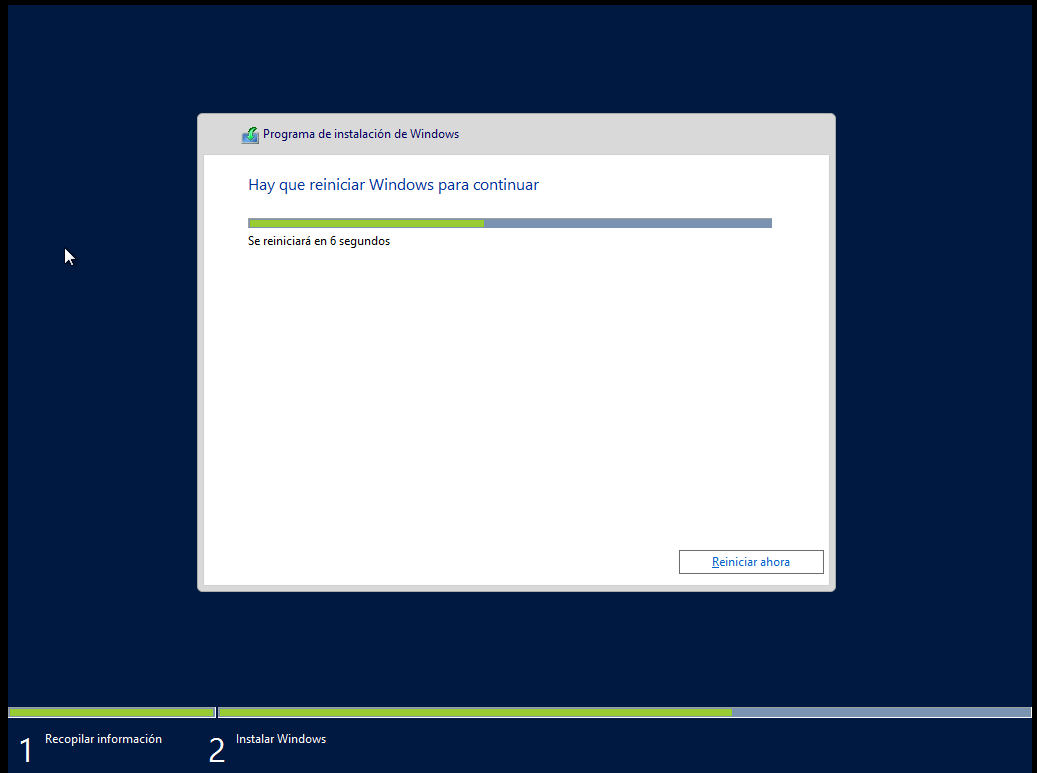 Programa de instalación de Windows
Hay que reiniciar Windows para continuar
Se reiniciará en 6 segundos
Reiniciar ahora
1 Recopilar información 2 Instalar Windows